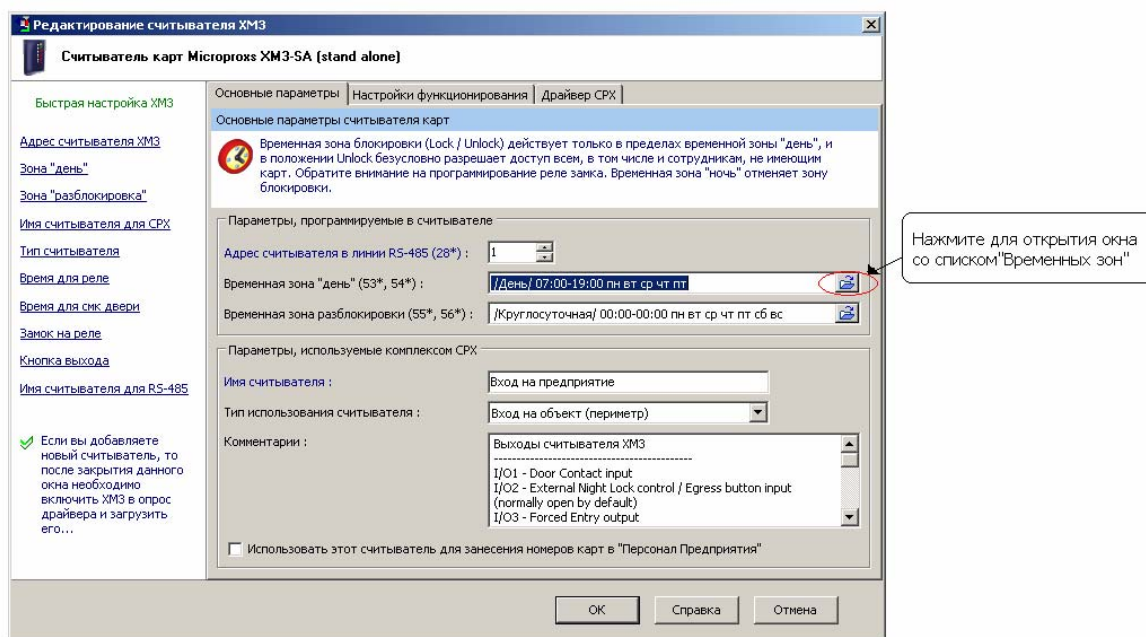 Редактирование считывателя ХМ3
Считыватель карт Microproxs XM3-SA (stand alone)
Быстрая настройка ХМ3
Адрес считывателя ХМ3
Зона "день"
Зона "разблокировка"
Имя считывателя для СРХ
Тип считывателя
Время для реле
Время для смк двери
Замок на реле
Кнопка выхода
Имя считывателя для RS-485
Если вы добавляете
новый считыватель, то
после закрытия данного
окна необходимо
включить ХМ3 в опрос
драйвера и загрузить
его...
Основные параметры
Настройки функционирования
Драйвер СРХ
Основные параметры считывателя карт
Временная зона блокировки (Lock / Unlock) действует только в пределах временной зоны "день", и
в положении Unlock безусловно разрешает доступ всем, в том числе и сотрудникам, не имеющим
карт. Обратите внимание на программирование реле замка. Временная зона "ночь" отменяет зону
блокировки.
Параметры, программируемые в считывателе
Адрес считывателя в линии RS-485 (28*) : 1
Временная зона "день" (53*, 54*) : /День/ 07:00-19:00 пн вт ср чт пт
Временная зона разблокировки (55*, 56*) : /Круглосуточная/ 00:00-00:00 пн вт ср чт пт сб вс
Параметры, используемые комплексом СРХ
Имя считывателя : Вход на предприятие
Тип использования считывателя : Вход на объект (периметр)
Комментарии :
Выходы считывателя ХМ3
--------------------------------------------
I/O1 - Door Contact input
I/O2 - External Night Lock control / Egress button input
(normally open by default)
I/O3 - Forced Entry output
Использовать этот считыватель для занесения номеров карт в "Персонал Предприятия"
OK
Справка
Отмена
Нажмите для открытия окна
со списком"Временных зон"